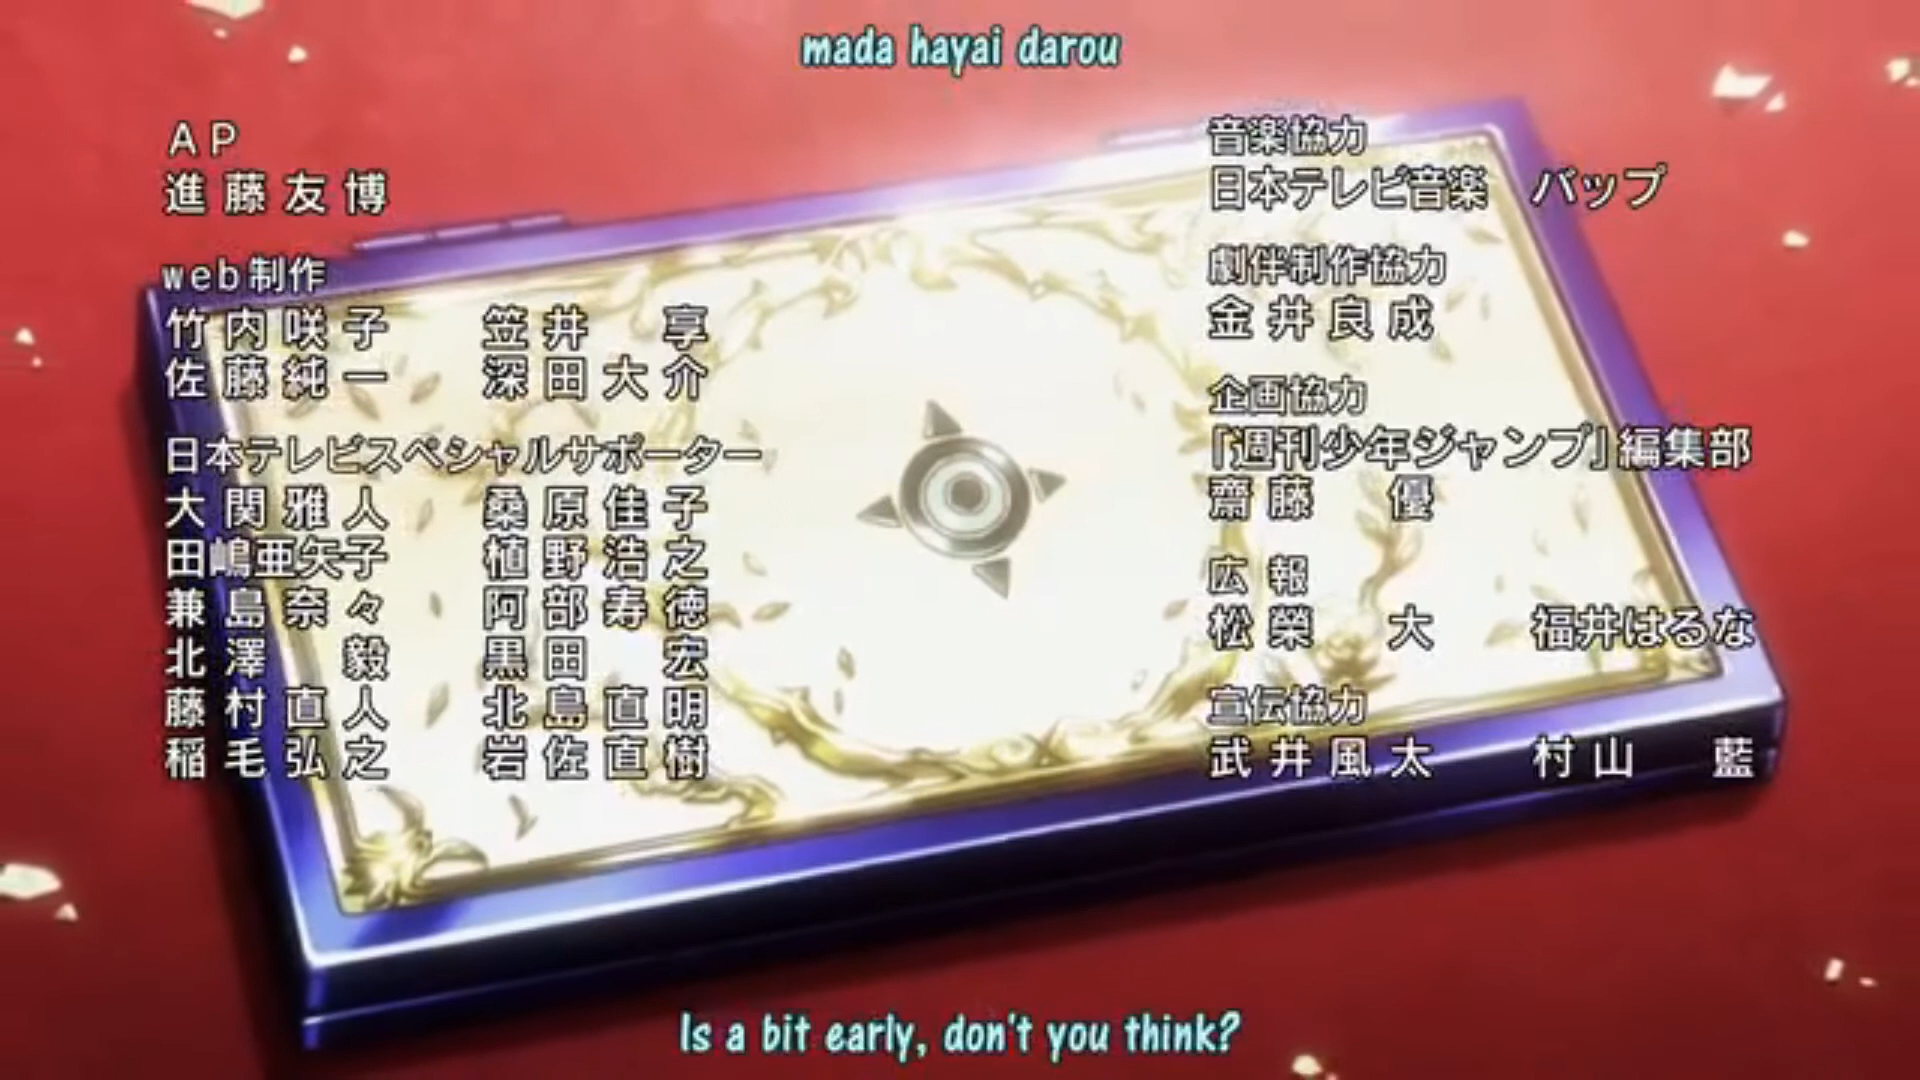 mada hayai darou
AP
進藤友博
web制作
竹内咲子 笠井 享
佐藤純一 深田大介
日本テレビスペシャルサポーター
大関雅人 桑原佳子
田嶋亜矢子 植野浩之
兼島奈々 阿部寿徳
北澤 毅 黒田 宏
藤村直人 北島直明
稲毛弘之 岩佐直樹
音楽協力
日本テレビ音楽 バップ
劇伴制作協力
金井良成
企画協力
「週刊少年ジャンプ」編集部
齋藤 優
広報
松榮 大 福井はるな
宣伝協力
武井風太 村山 藍
Is a bit early, don't you think?